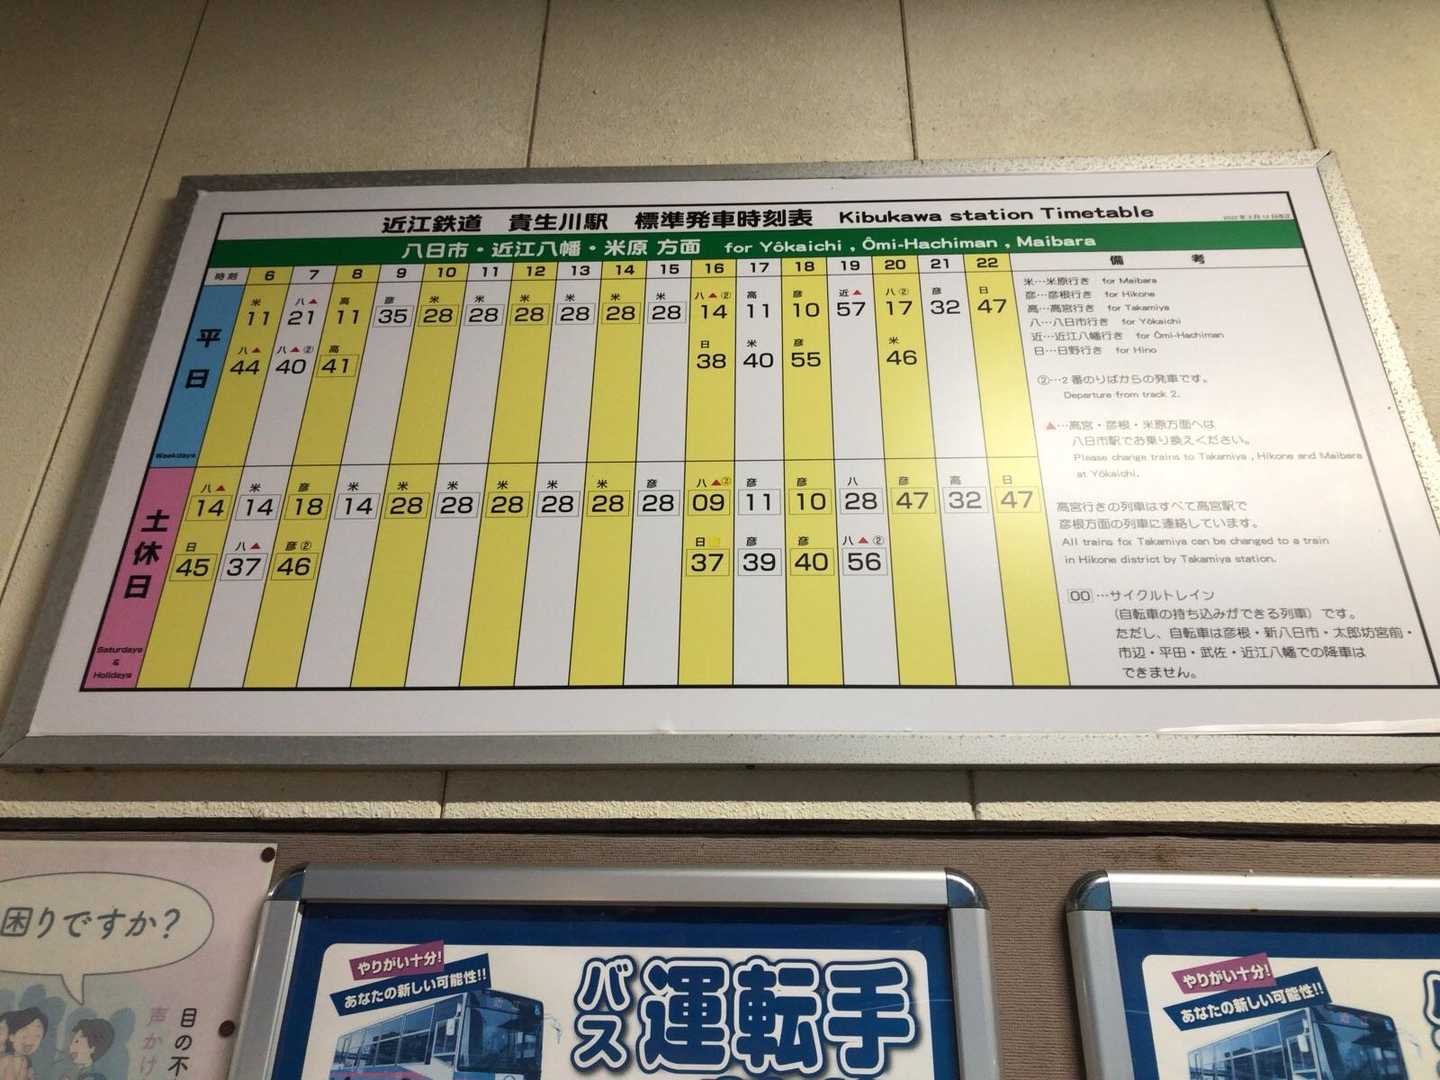 近江鉄道 貴生川駅 標準発車時刻表 Kibukawa station Timetable
2022年3月12日改正
八日市・近江八幡・米原 方面 for Yôkaichi , Ômi-Hachiman , Maibara
時刻 6 7 8 9 10 11 12 13 14 15 16 17 18 19 20 21 22 備考
平日
Weekdays
米 八▲ 高 彦 米 米 米 米 米 米 八▲② 高 彦 近▲ 八② 彦 日
11 21 11 35 28 28 28 28 28 28 14 11 10 57 17 32 47
八▲ 八▲② 高 日 米 彦 米
44 40 41 38 40 55 46
土休日
Saturdays
&
Holidays
八▲ 米 彦 米 米 米 米 米 米 彦 八▲② 彦 彦 八 彦 高 日
14 14 18 14 28 28 28 28 28 28 09 11 10 28 47 32 47
日 八▲ 彦② 日 彦 彦 八▲②
45 37 46 37 39 40 56
米…米原行き for Maibara
彦…彦根行き for Hikone
高…高宮行き for Takamiya
八…八日市行き for Yôkaichi
近…近江八幡行き for Ômi-Hachiman
日…日野行き for Hino
②…2番のりばからの発車です。
Departure from track 2.
▲…高宮・彦根・米原方面へは
八日市駅でお乗り換えください。
Please change trains to Takamiya , Hikone and Maibara
at Yôkaichi.
高宮行きの列車はすべて高宮駅で
彦根方面の列車に連絡しています。
All trains for Takamiya can be changed to a train
in Hikone district by Takamiya station.
00…サイクルトレイン
(自転車の持ち込みができる列車) です。
ただし、自転車は彦根・新八日市・太郎坊宮前・
市辺・平田・武佐・近江八幡での降車は
できません。
困りですか?
目の不
声かけ
やりがい十分!
あなたの新しい可能性!!
バス運転手
やりがい十分!
あなたの新しい可能性!!